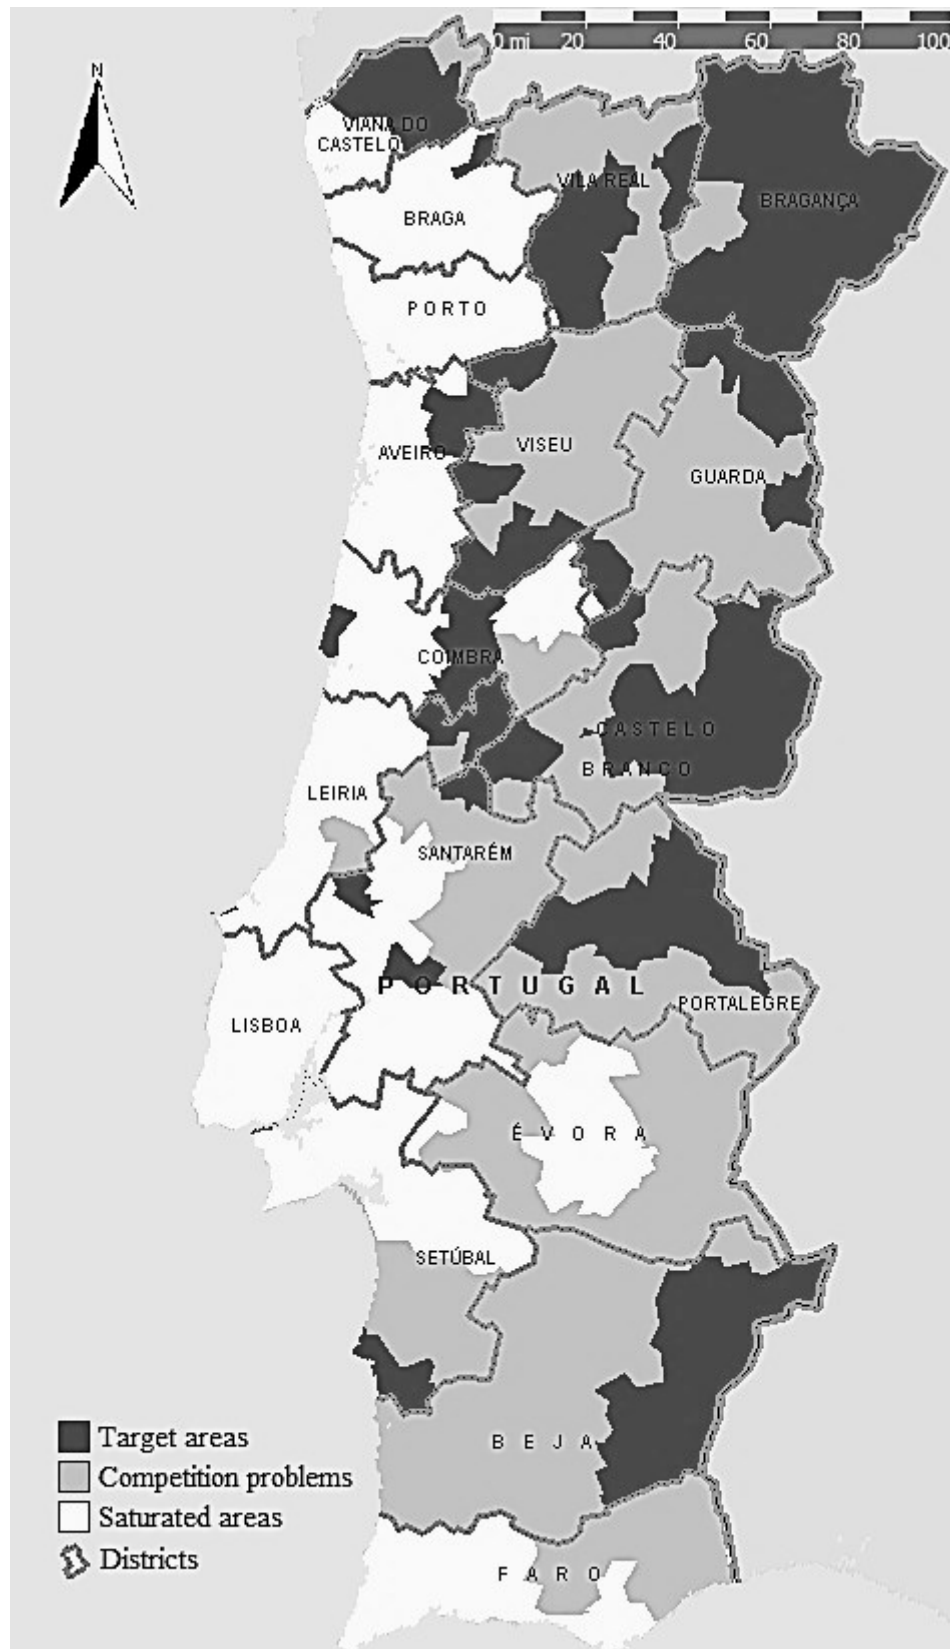 0 mi 20 40 60 80 100
N
VIANA DO
CASTELO
VILA REAL
BRAGANÇA
BRAGA
PORTO
AVEIRO
VISEU
GUARDA
COIMBRA
CASTELO
BRANCO
LEIRIA
SANTARÉM
PORTUGAL
PORTALEGRE
LISBOA
ÉVORA
SETÚBAL
BEJA
FARO
Target areas
Competition problems
Saturated areas
Districts